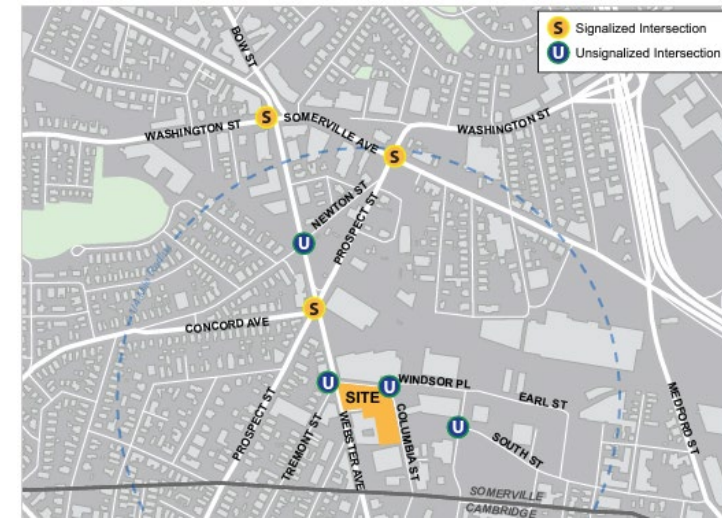 S Signalized Intersection
U Unsignalized Intersection
BOW ST
WASHINGTON ST
S
SOMERVILLE AVE
S
WASHINGTON ST
NEWTON ST
U
PROSPECT ST
S
CONCORD AVE
U
SITE
U
WINDSOR PL
EARL ST
U
SOUTH ST
PROSPECT ST
TREMONT ST
WEBSTER AVE
COLUMBIA ST
MEDFORD ST
SOMERVILLE
CAMBRIDGE